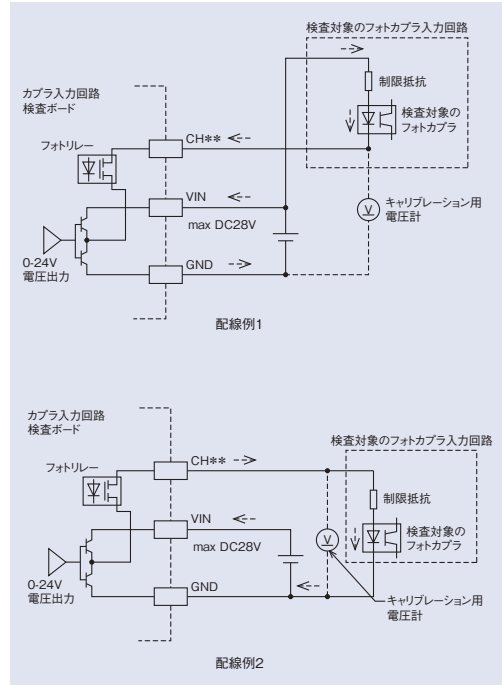 検査対象のフォトカプラ入力回路
制限抵抗
カプラ入力回路
検査ボード
検査対象の
フォトカプラ
フォトリレー
CH**
VIN
キャリブレーション用
電圧計
V
max DC28V
0-24V
電圧出力
GND
配線例1
カプラ入力回路
検査ボード
検査対象のフォトカプラ入力回路
CH**
フォトリレー
制限抵抗
VIN
検査対象の
フォトカプラ
V
max DC28V
0-24V
電圧出力
GND
キャリブレーション用
電圧計
配線例2